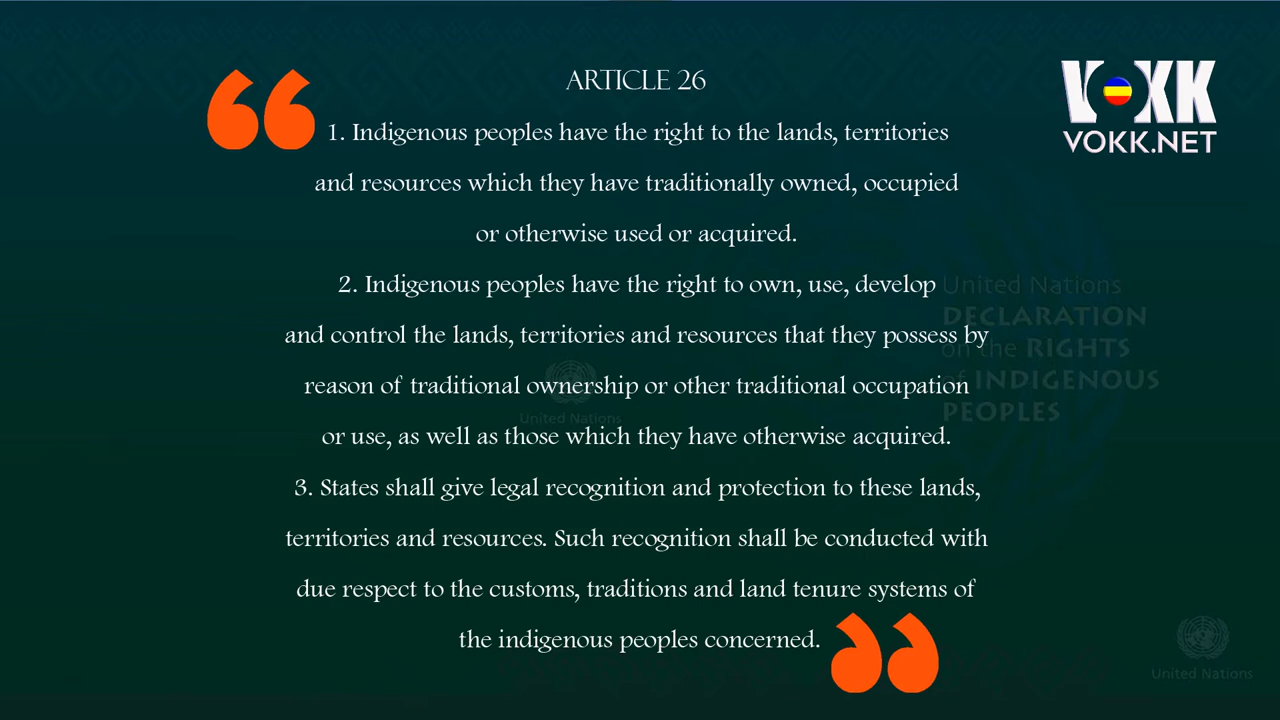 ARTICLE 26
1. Indigenous peoples have the right to the lands, territories
and resources which they have traditionally owned, occupied
or otherwise used or acquired.
2. Indigenous peoples have the right to own, use, develop
and control the lands, territories and resources that they possess by
reason of traditional ownership or other traditional occupation
or use, as well as those which they have otherwise acquired.
3. States shall give legal recognition and protection to these lands,
territories and resources. Such recognition shall be conducted with
due respect to the customs, traditions and land tenure systems of
the indigenous peoples concerned.
VOKK
VOKK.NET
United Nations
DECLARATION
on the RIGHTS
of INDIGENOUS
PEOPLES
United Nations
United Nations